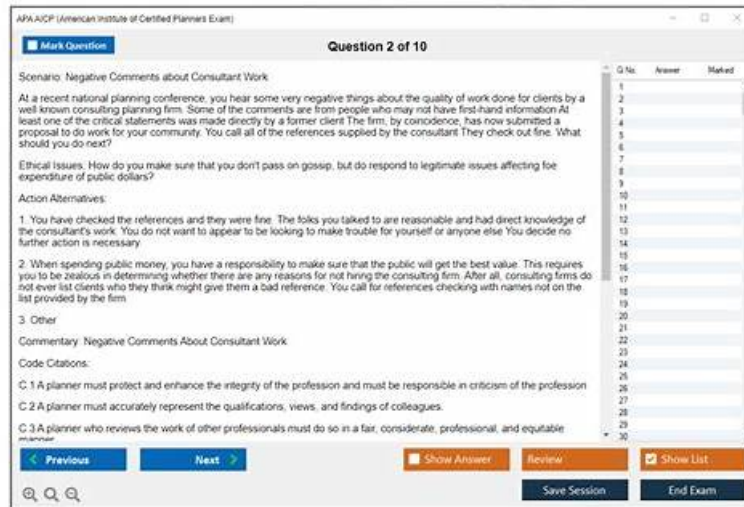 APA AICP (American Institute of Certified Planners Exam)
Mark Question
Question 2 of 10
Scenario: Negative Comments about Consultant Work
At a recent national planning conference, you hear some very negative things about the quality of work done for clients by a
well known consulting planning firm. Some of the comments are from people who may not have first-hand information At
least one of the critical statements was made directly by a former client The firm, by coincidence, has now submitted a
proposal to do work for your community. You call all of the references supplied by the consultant They check out fine. What
should you do next?
Ethical Issues: How do you make sure that you don't pass on gossip, but do respond to legitimate issues affecting foe
expenditure of public dollars?
Action Alternatives:
1. You have checked the references and they were fine. The folks you talked to are reasonable and had direct knowledge of
the consultant's work. You do not want to appear to be looking to make trouble for yourself or anyone else You decide no
further action is necessary
2. When spending public money, you have a responsibility to make sure that the public will get the best value. This requires
you to be zealous in determining whether there are any reasons for not hiring the consulting firm. After all, consulting firms do
not ever list clients who they think might give them a bad reference. You call for references checking with names not on the
list provided by the firm
3. Other
Commentary: Negative Comments About Consultant Work
Code Citations:
C 1 A planner must protect and enhance the integrity of the profession and must be responsible in criticism of the profession
C 2 A planner must accurately represent the qualifications, views, and findings of colleagues.
C 3 A planner who reviews the work of other professionals must do so in a fair, considerate, professional, and equitable
manner
Q No. Answer Marked
1
2
3
4
5
6
7
8
9
10
11
12
13
14
15
16
17
18
19
20
21
22
23
24
25
26
27
28
29
30
Previous
Next
Show Answer
Review
Show List
Save Session
End Exam